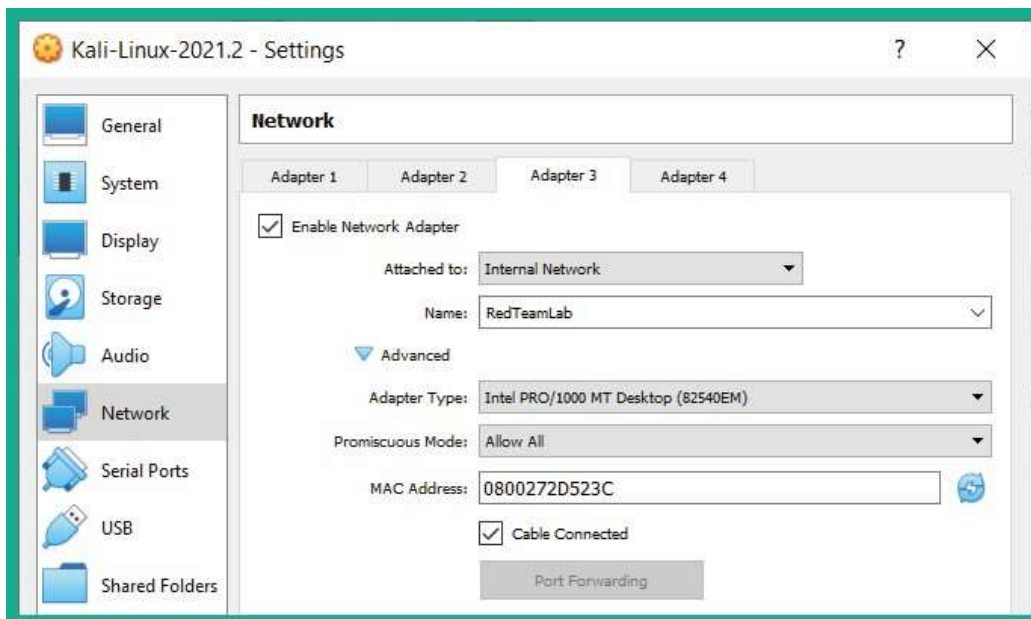 Kali-Linux-2021.2 - Settings ?
General
System
Display
Storage
Audio
Network
Serial Ports
USB
Shared Folders
Network
Adapter 1 Adapter 2 Adapter 3 Adapter 4
Enable Network Adapter
Attached to: Internal Network
Name: RedTeamLab
Advanced
Adapter Type: Intel PRO/1000 MT Desktop (82540EM)
Promiscuous Mode: Allow All
MAC Address: 0800272D523C
Cable Connected
Port Forwarding